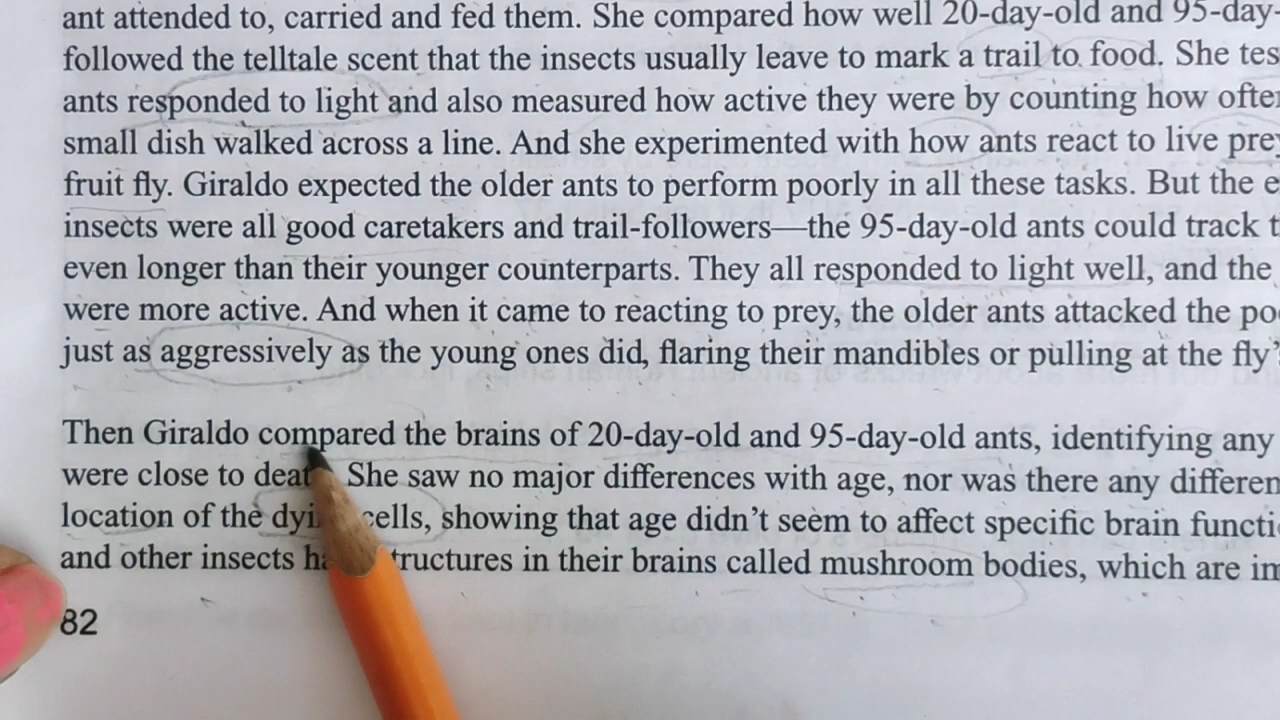 ant attended to, carried and fed them. She compared how well 20-day-old and 95-day-
followed the telltale scent that the insects usually leave to mark a trail to food. She tes
ants responded to light and also measured how active they were by counting how ofte
small dish walked across a line. And she experimented with how ants react to live prey
fruit fly. Giraldo expected the older ants to perform poorly in all these tasks. But the e
insects were all good caretakers and trail-followers—the 95-day-old ants could track t
even longer than their younger counterparts. They all responded to light well, and the
were more active. And when it came to reacting to prey, the older ants attacked the po
just as aggressively as the young ones did, flaring their mandibles or pulling at the fly'
Then Giraldo compared the brains of 20-day-old and 95-day-old ants, identifying any
were close to deat She saw no major differences with age, nor was there any differen
location of the dyi cells, showing that age didn't seem to affect specific brain functi
and other insects ha tructures in their brains called mushroom bodies, which are im
82